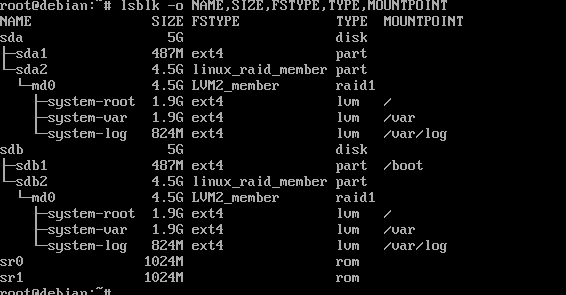 root@debian:~# lsblk -o NAME,SIZE,FSTYPE,TYPE,MOUNTPOINT
NAME                SIZE FSTYPE            TYPE  MOUNTPOINT
sda                   5G                   disk
├─sda1              487M ext4              part
└─sda2              4.5G linux_raid_member part
  └─md0             4.5G LVM2_member       raid1
    ├─system-root   1.9G ext4              lvm   /
    ├─system-var    1.9G ext4              lvm   /var
    └─system-log    824M ext4              lvm   /var/log
sdb                   5G                   disk
├─sdb1              487M ext4              part  /boot
└─sdb2              4.5G linux_raid_member part
  └─md0             4.5G LVM2_member       raid1
    ├─system-root   1.9G ext4              lvm   /
    ├─system-var    1.9G ext4              lvm   /var
    └─system-log    824M ext4              lvm   /var/log
sr0                1024M                   rom
sr1                1024M                   rom
root@debian:~#